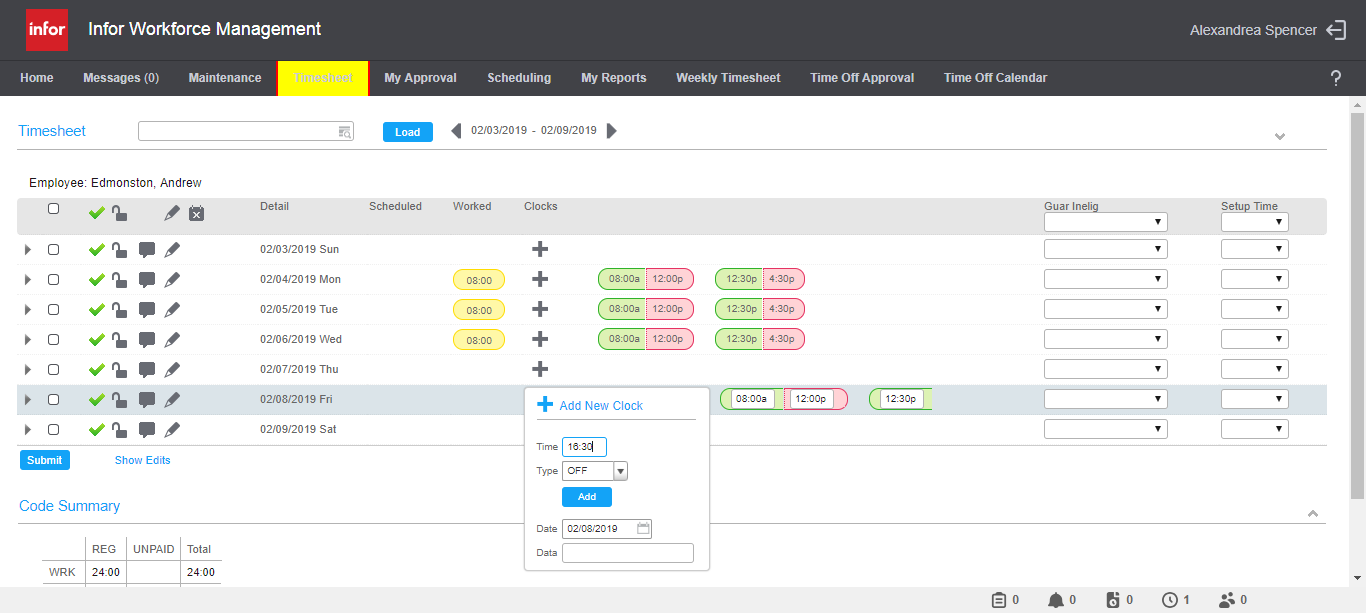 infor Infor Workforce Management Alexandrea Spencer
Home Messages (0) Maintenance Timesheet My Approval Scheduling My Reports Weekly Timesheet Time Off Approval Time Off Calendar ?
Timesheet Load 02/03/2019 - 02/09/2019
Employee: Edmonston, Andrew
Detail Scheduled Worked Clocks Guar Inelig Setup Time
02/03/2019 Sun
02/04/2019 Mon 08:00 08:00a 12:00p 12:30p 4:30p
02/05/2019 Tue 08:00 08:00a 12:00p 12:30p 4:30p
02/06/2019 Wed 08:00 08:00a 12:00p 12:30p 4:30p
02/07/2019 Thu
02/08/2019 Fri 08:00a 12:00p 12:30p
02/09/2019 Sat
Add New Clock
Time 16:30
Type OFF
Add
Date 02/08/2019
Data
Submit Show Edits
Code Summary
REG UNPAID Total
WRK 24:00 24:00
0 0 0 1 0